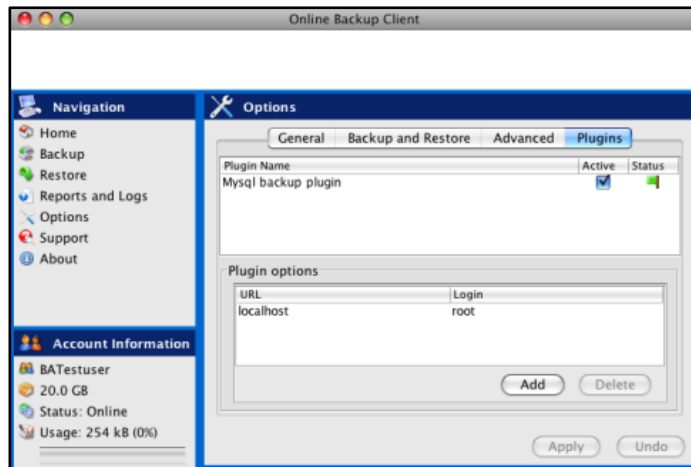 Online Backup Client
Navigation
Home
Backup
Restore
Reports and Logs
Options
Support
About
Account Information
BATestuser
20.0 GB
Status: Online
Usage: 254 kB (0%)
Options
General Backup and Restore Advanced Plugins
Plugin Name Active Status
Mysql backup plugin
Plugin options
URL Login
localhost root
Add Delete
Apply Undo